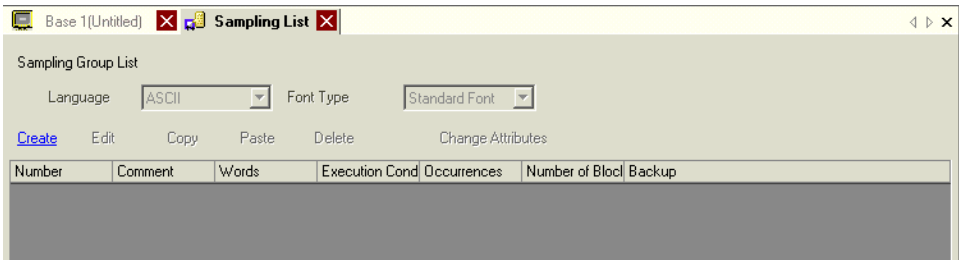 Base 1(Untitled) Sampling List
Sampling Group List
Language ASCII Font Type Standard Font
Create Edit Copy Paste Delete Change Attributes
Number Comment Words Execution Cond Occurrences Number of Blocl Backup